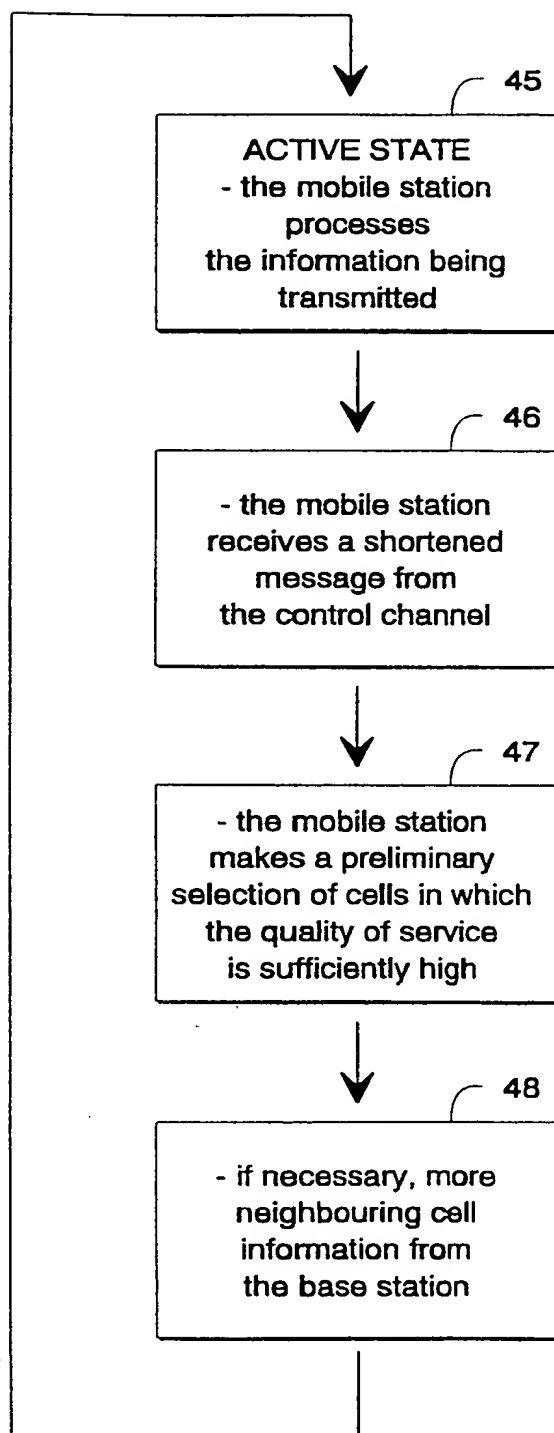 45
ACTIVE STATE
- the mobile station
processes
the information being
transmitted
46
- the mobile station
receives a shortened
message from
the control channel
47
- the mobile station
makes a preliminary
selection of cells in which
the quality of service
is sufficiently high
48
- if necessary, more
neighbouring cell
information from
the base station